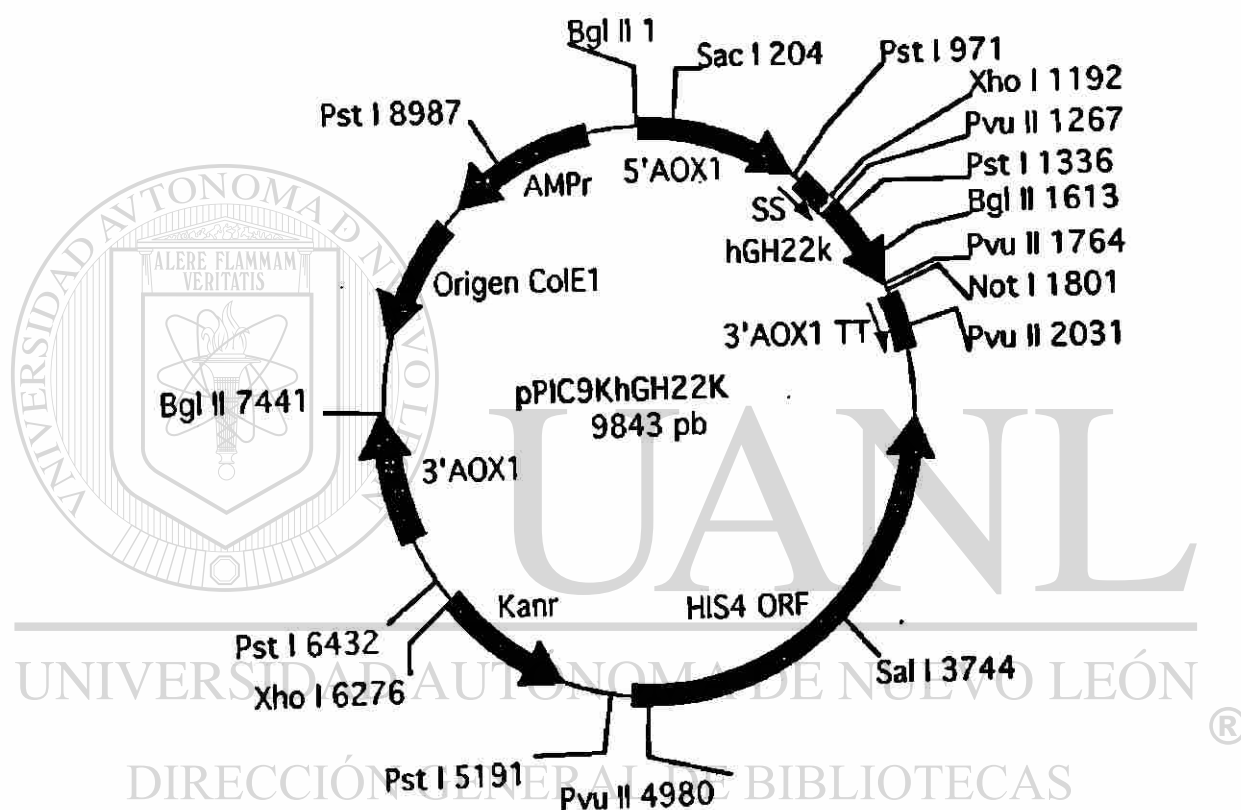 Bgl II 1
Sac I 204
Pst I 971
Xho I 1192
Pvu II 1267
Pst I 1336
Bgl II 1613
Pvu II 1764
Not I 1801
Pvu II 2031
Pst I 8987
AMPr
5'AOX1
SS
hGH22k
3'AOX1 TT
Origen ColE1
Bgl II 7441
pPIC9KhGH22K
9843 pb
3'AOX1
Kanr
HIS4 ORF
Pst I 6432
Xho I 6276
Sal I 3744
Pst I 5191
Pvu II 4980
UNIVERSIDAD AUTÓNOMA DE NUEVO LEÓN
ALERE FLAMMAM
VERITATIS
UANL
UNIVERSIDAD AUTÓNOMA DE NUEVO LEÓN
®
DIRECCIÓN GENERAL DE BIBLIOTECAS